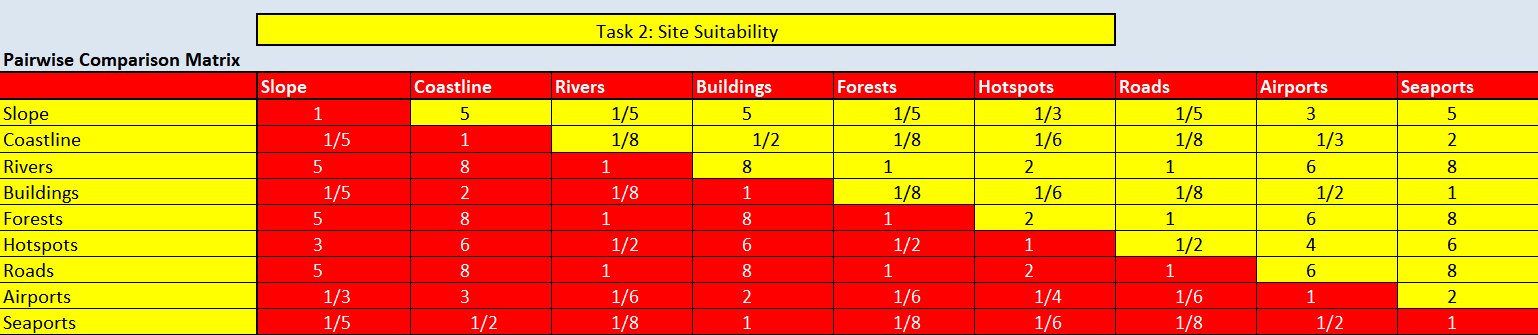 Task 2: Site Suitability
Pairwise Comparison Matrix
Slope Coastline Rivers Buildings Forests Hotspots Roads Airports Seaports
Slope 1 5 1/5 5 1/5 1/3 1/5 3 5
Coastline 1/5 1 1/8 1/2 1/8 1/6 1/8 1/3 2
Rivers 5 8 1 8 1 2 1 6 8
Buildings 1/5 2 1/8 1 1/8 1/6 1/8 1/2 1
Forests 5 8 1 8 1 2 1 6 8
Hotspots 3 6 1/2 6 1/2 1 1/2 4 6
Roads 5 8 1 8 1 2 1 6 8
Airports 1/3 3 1/6 2 1/6 1/4 1/6 1 2
Seaports 1/5 1/2 1/8 1 1/8 1/6 1/8 1/2 1